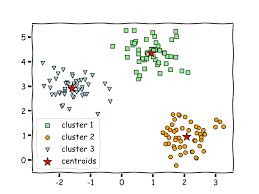 5
4
3
2
1
0
cluster 1
cluster 2
cluster 3
centroids
-2 -1 0 1 2 3